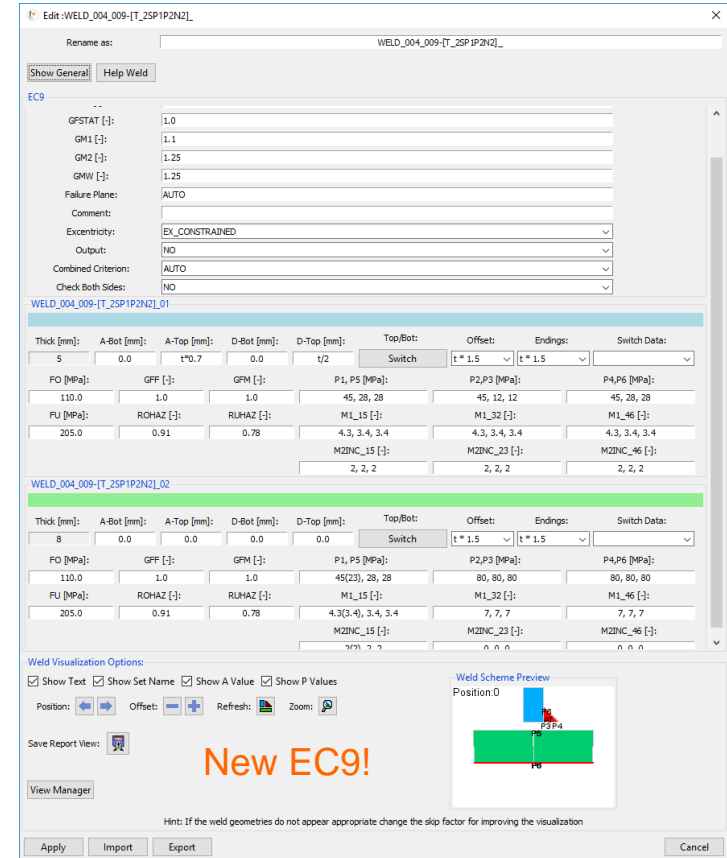 Edit :WELD_004_009-[T_2SP1P2N2]_
Rename as: WELD_004_009-[T_2SP1P2N2]_
Show General Help Weld
EC9
GFSTAT [-]: 1.0
GM1 [-]: 1.1
GM2 [-]: 1.25
GMW [-]: 1.25
Failure Plane: AUTO
Comment:
Excentricity: EX_CONSTRAINED
Output: NO
Combined Criterion: AUTO
Check Both Sides: NO
WELD_004_009-[T_2SP1P2N2]_01
Thick [mm]: A-Bot [mm]: A-Top [mm]: D-Bot [mm]: D-Top [mm]: Top/Bot: Offset: Endings: Switch Data:
5 0.0 t*0.7 0.0 t/2 Switch t * 1.5 t * 1.5
FO [MPa]: GFF [-]: GFM [-]: P1, P5 [MPa]: P2,P3 [MPa]: P4,P6 [MPa]:
110.0 1.0 1.0 45, 28, 28 45, 12, 12 45, 28, 28
FU [MPa]: ROHAZ [-]: RUHAZ [-]: M1_15 [-]: M1_32 [-]: M1_46 [-]:
205.0 0.91 0.78 4.3, 3.4, 3.4 4.3, 3.4, 3.4 4.3, 3.4, 3.4
M2INC_15 [-]: M2INC_23 [-]: M2INC_46 [-]:
2, 2, 2 2, 2, 2 2, 2, 2
WELD_004_009-[T_2SP1P2N2]_02
Thick [mm]: A-Bot [mm]: A-Top [mm]: D-Bot [mm]: D-Top [mm]: Top/Bot: Offset: Endings: Switch Data:
8 0.0 0.0 0.0 0.0 Switch t * 1.5 t * 1.5
FO [MPa]: GFF [-]: GFM [-]: P1, P5 [MPa]: P2,P3 [MPa]: P4,P6 [MPa]:
110.0 1.0 1.0 45(23), 28, 28 80, 80, 80 80, 80, 80
FU [MPa]: ROHAZ [-]: RUHAZ [-]: M1_15 [-]: M1_32 [-]: M1_46 [-]:
205.0 0.91 0.78 4.3(3.4), 3.4, 3.4 7, 7, 7 7, 7, 7
M2INC_15 [-]: M2INC_23 [-]: M2INC_46 [-]:
2(2), 2, 2 0, 0, 0 0, 0, 0
Weld Visualization Options:
Show Text Show Set Name Show A Value Show P Values
Position: Offset: Refresh: Zoom:
Save Report View:
New EC9!
View Manager
Weld Scheme Preview
Position:0
P3 P4
P5
P6
Hint: If the weld geometries do not appear appropriate change the skip factor for improving the visualization
Apply Import Export Cancel